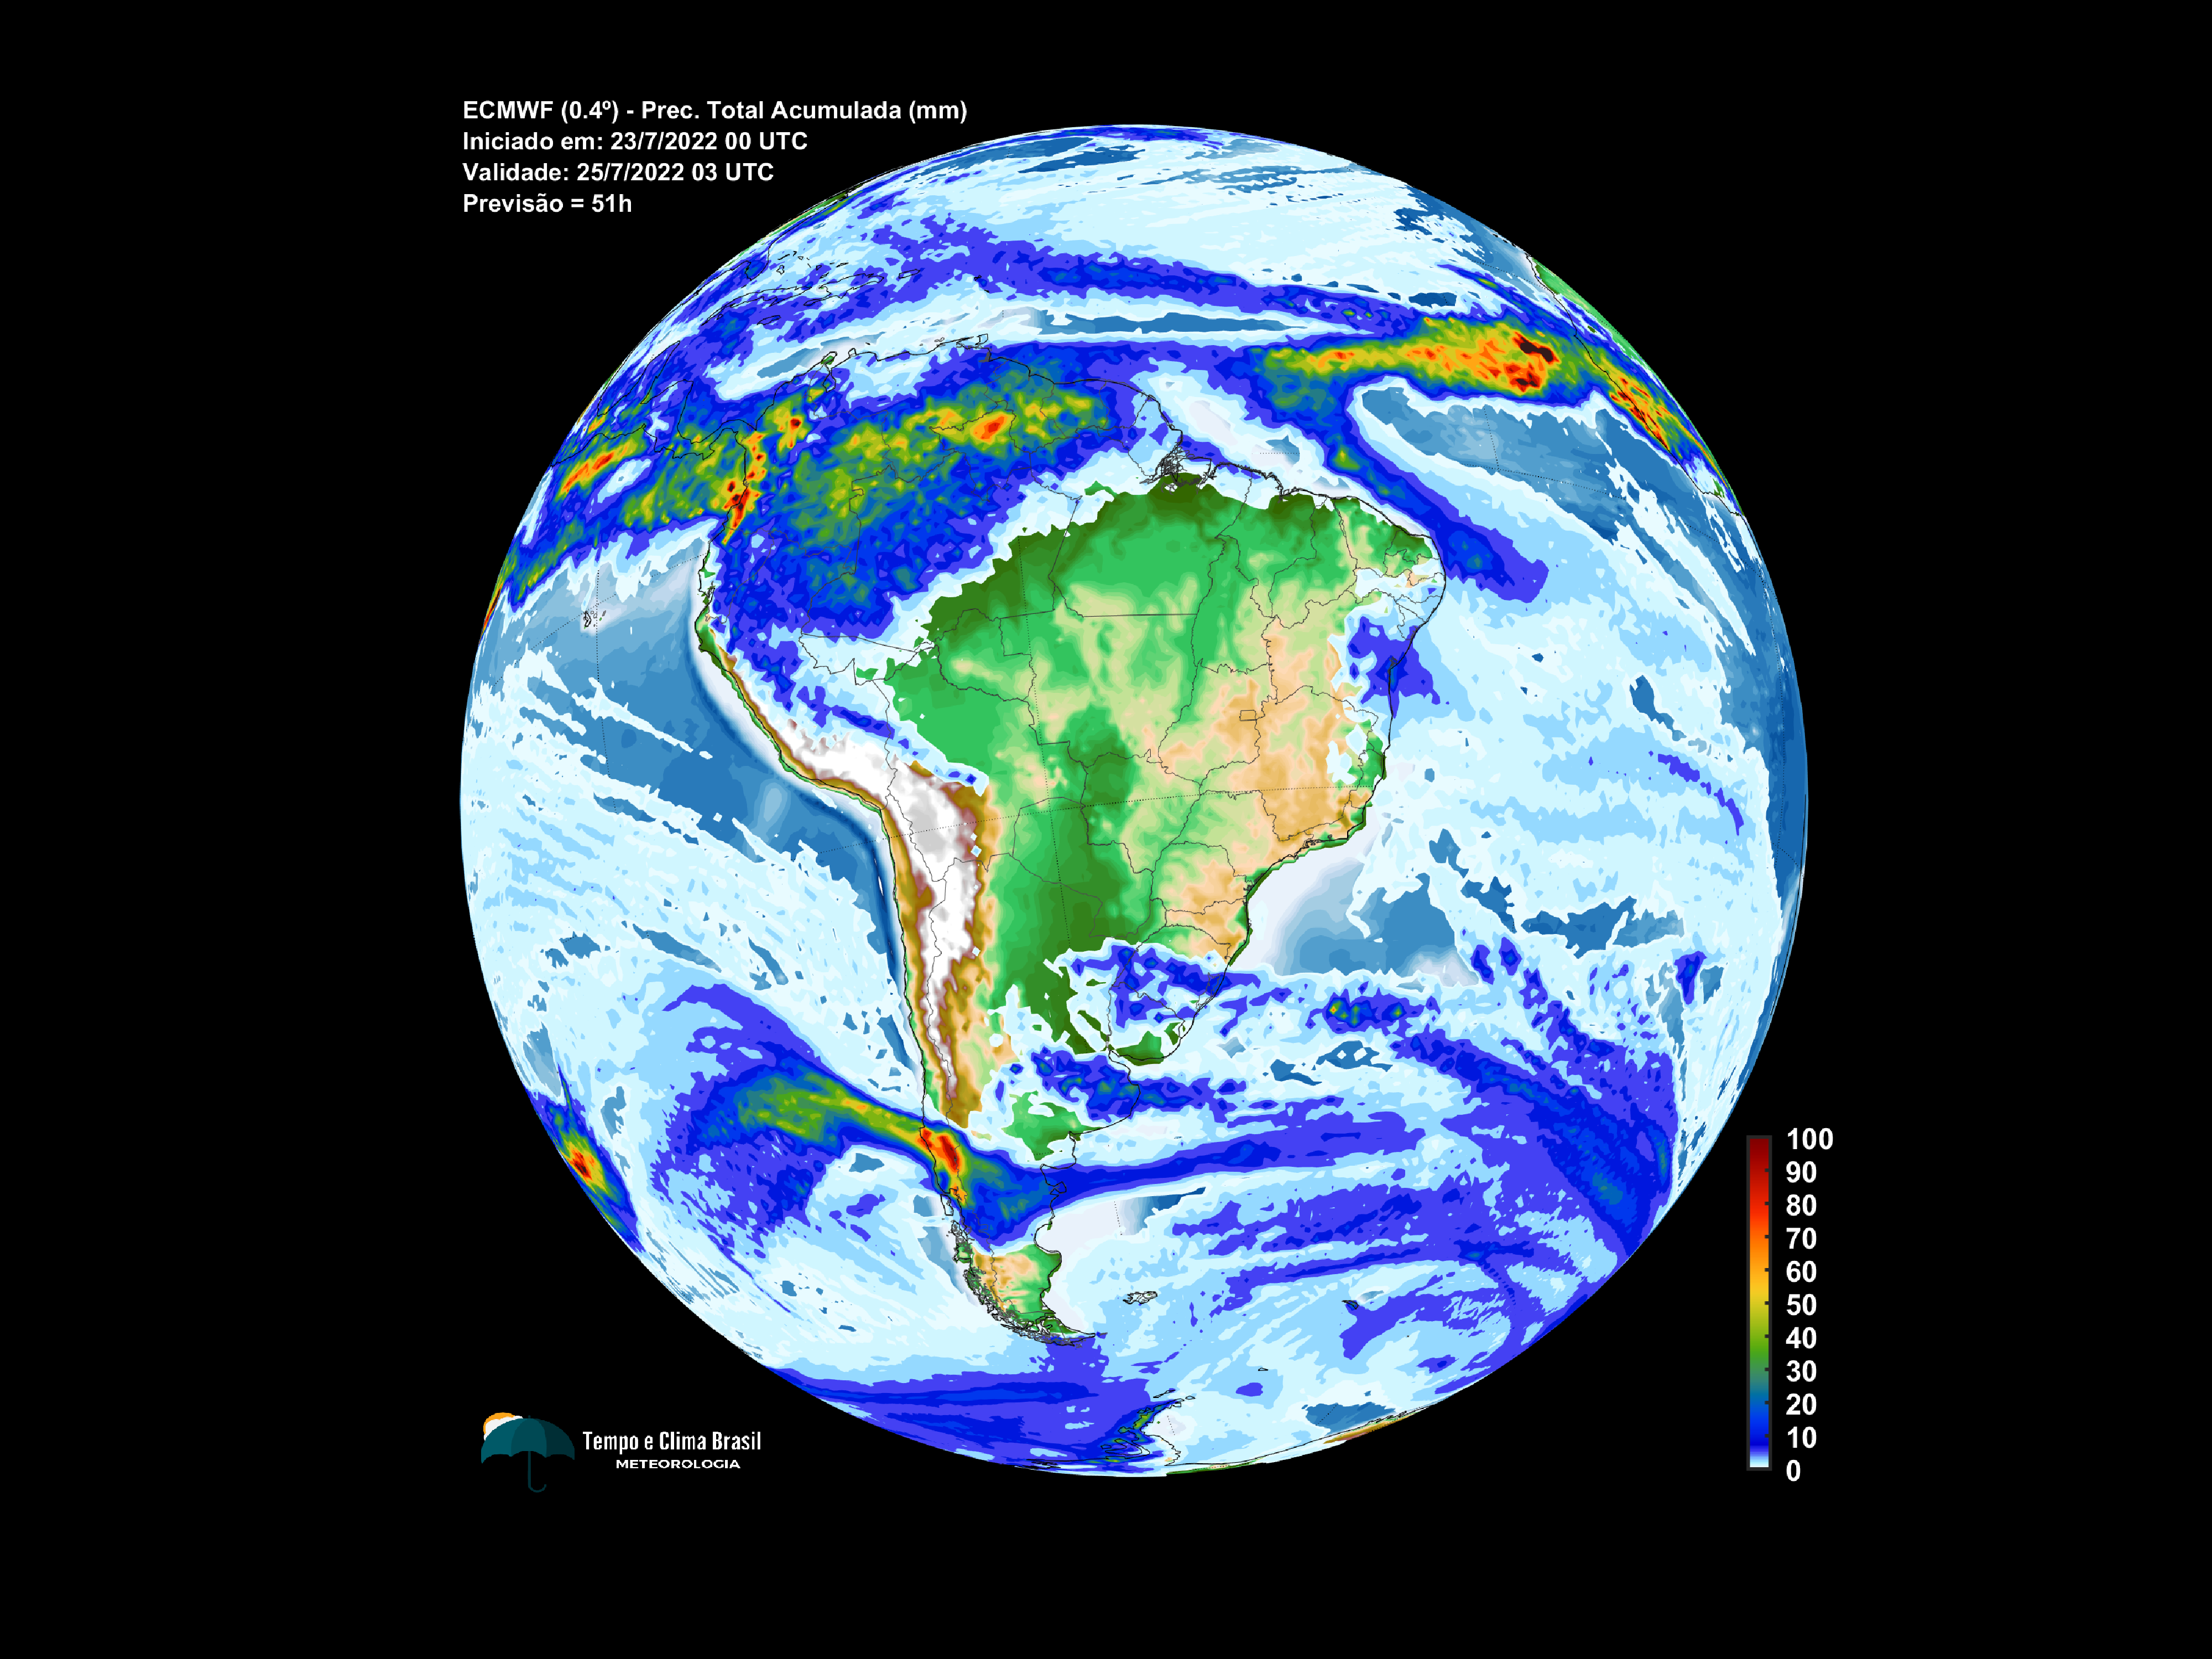 ECMWF (0.4º) - Prec. Total Acumulada (mm)
Iniciado em: 23/7/2022 00 UTC
Validade: 25/7/2022 03 UTC
Previsão = 51h
100
90
80
70
60
50
40
30
20
10
0
Tempo e Clima Brasil
METEOROLOGIA